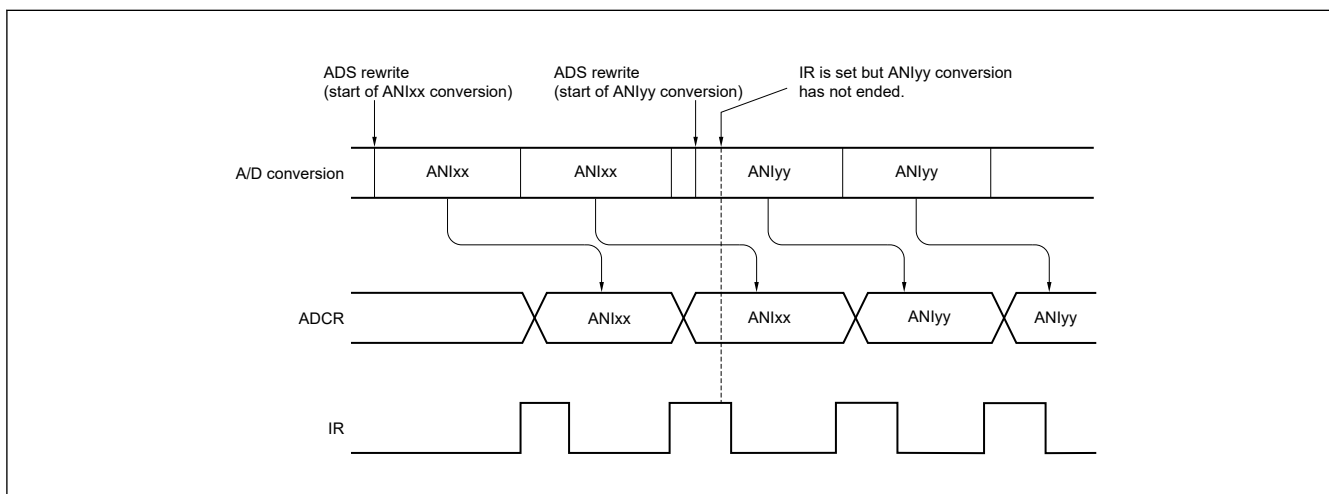 ADS rewrite
(start of ANIxx conversion)
ADS rewrite
(start of ANIyy conversion)
IR is set but ANIyy conversion
has not ended.
A/D conversion
ANIxx
ANIxx
ANIyy
ANIyy
ADCR
ANIxx
ANIxx
ANIyy
ANIyy
IR